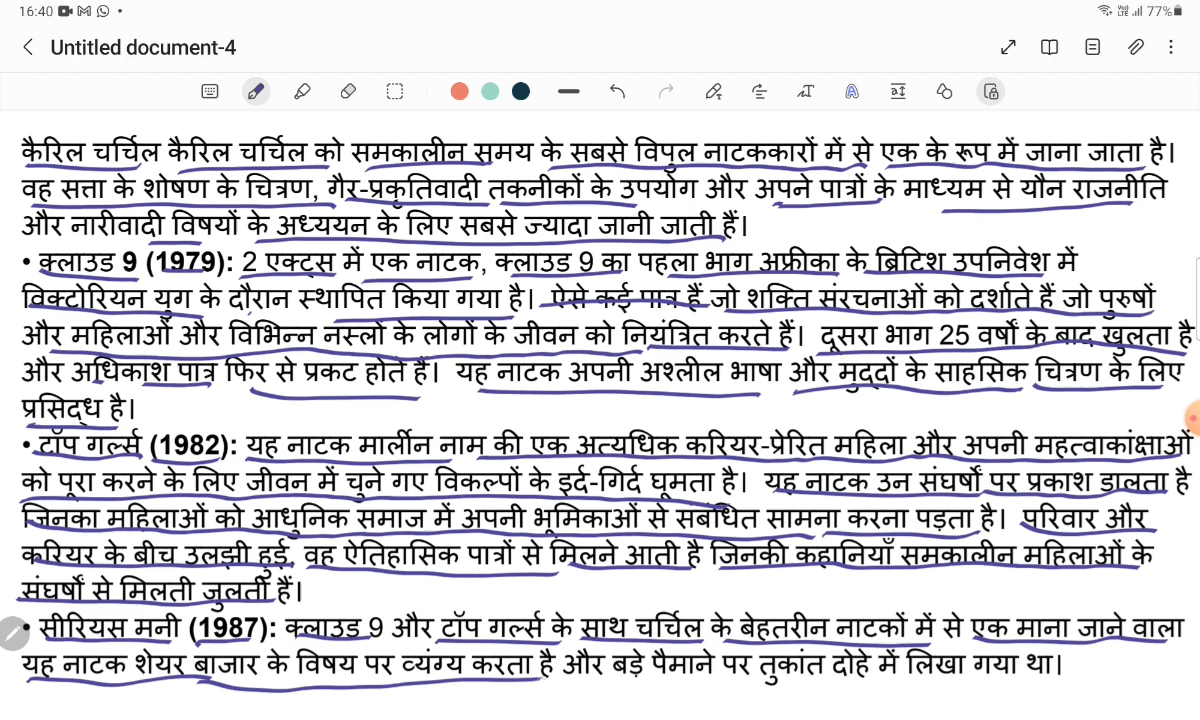 16:40 77%
Untitled document-4
कैरिल चर्चिल कैरिल चर्चिल को समकालीन समय के सबसे विपुल नाटककारों में से एक के रूप में जाना जाता है।
वह सत्ता के शोषण के चित्रण, गैर-प्रकृतिवादी तकनीकों के उपयोग और अपने पात्रों के माध्यम से यौन राजनीति
और नारीवादी विषयों के अध्ययन के लिए सबसे ज्यादा जानी जाती हैं।
• क्लाउड 9 (1979): 2 एक्ट्स में एक नाटक, क्लाउड 9 का पहला भाग अफ्रीका के ब्रिटिश उपनिवेश में
विक्टोरियन युग के दौरान स्थापित किया गया है। ऐसे कई पात्र हैं जो शक्ति संरचनाओं को दर्शाते हैं जो पुरुषों
और महिलाओं और विभिन्न नस्लों के लोगों के जीवन को नियंत्रित करते हैं। दूसरा भाग 25 वर्षों के बाद खुलता है
और अधिकाश पात्र फिर से प्रकट होते हैं। यह नाटक अपनी अश्लील भाषा और मुद्दों के साहसिक चित्रण के लिए
प्रसिद्ध है।
• टॉप गर्ल्स (1982): यह नाटक मार्लीन नाम की एक अत्यधिक करियर-प्रेरित महिला और अपनी महत्वाकांक्षाओं
को पूरा करने के लिए जीवन में चुने गए विकल्पों के इर्द-गिर्द घूमता है। यह नाटक उन संघर्षों पर प्रकाश डालता है
जिनका महिलाओं को आधुनिक समाज में अपनी भूमिकाओं से संबंधित सामना करना पड़ता है। परिवार और
करियर के बीच उलझी हुई, वह ऐतिहासिक पात्रों से मिलने आती है जिनकी कहानियाँ समकालीन महिलाओं के
संघर्षों से मिलती जुलती हैं।
• सीरियस मनी (1987): क्लाउड 9 और टॉप गर्ल्स के साथ चर्चिल के बेहतरीन नाटकों में से एक माना जाने वाला
यह नाटक शेयर बाजार के विषय पर व्यंग्य करता है और बड़े पैमाने पर तुकांत दोहे में लिखा गया था।